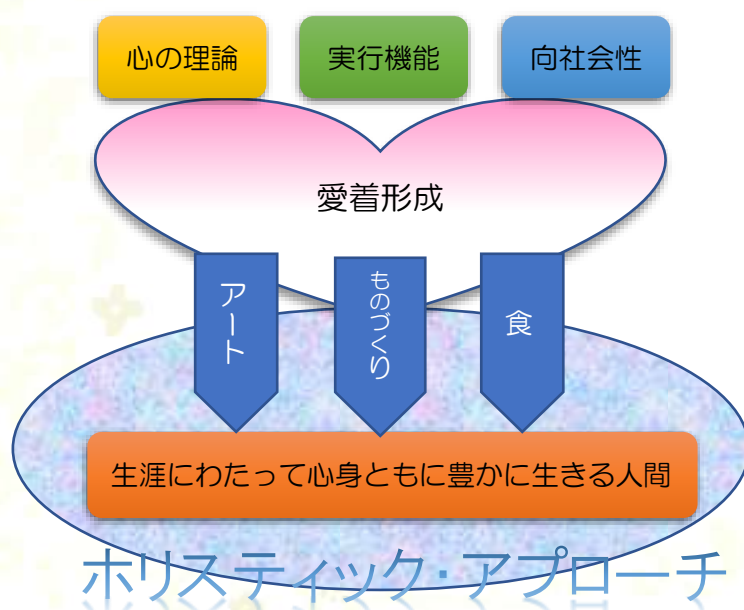 心の理論
実行機能
向社会性
愛着形成
アート
ものづくり
食
生涯にわたって心身ともに豊かに生きる人間
ホリスティック・アプローチ